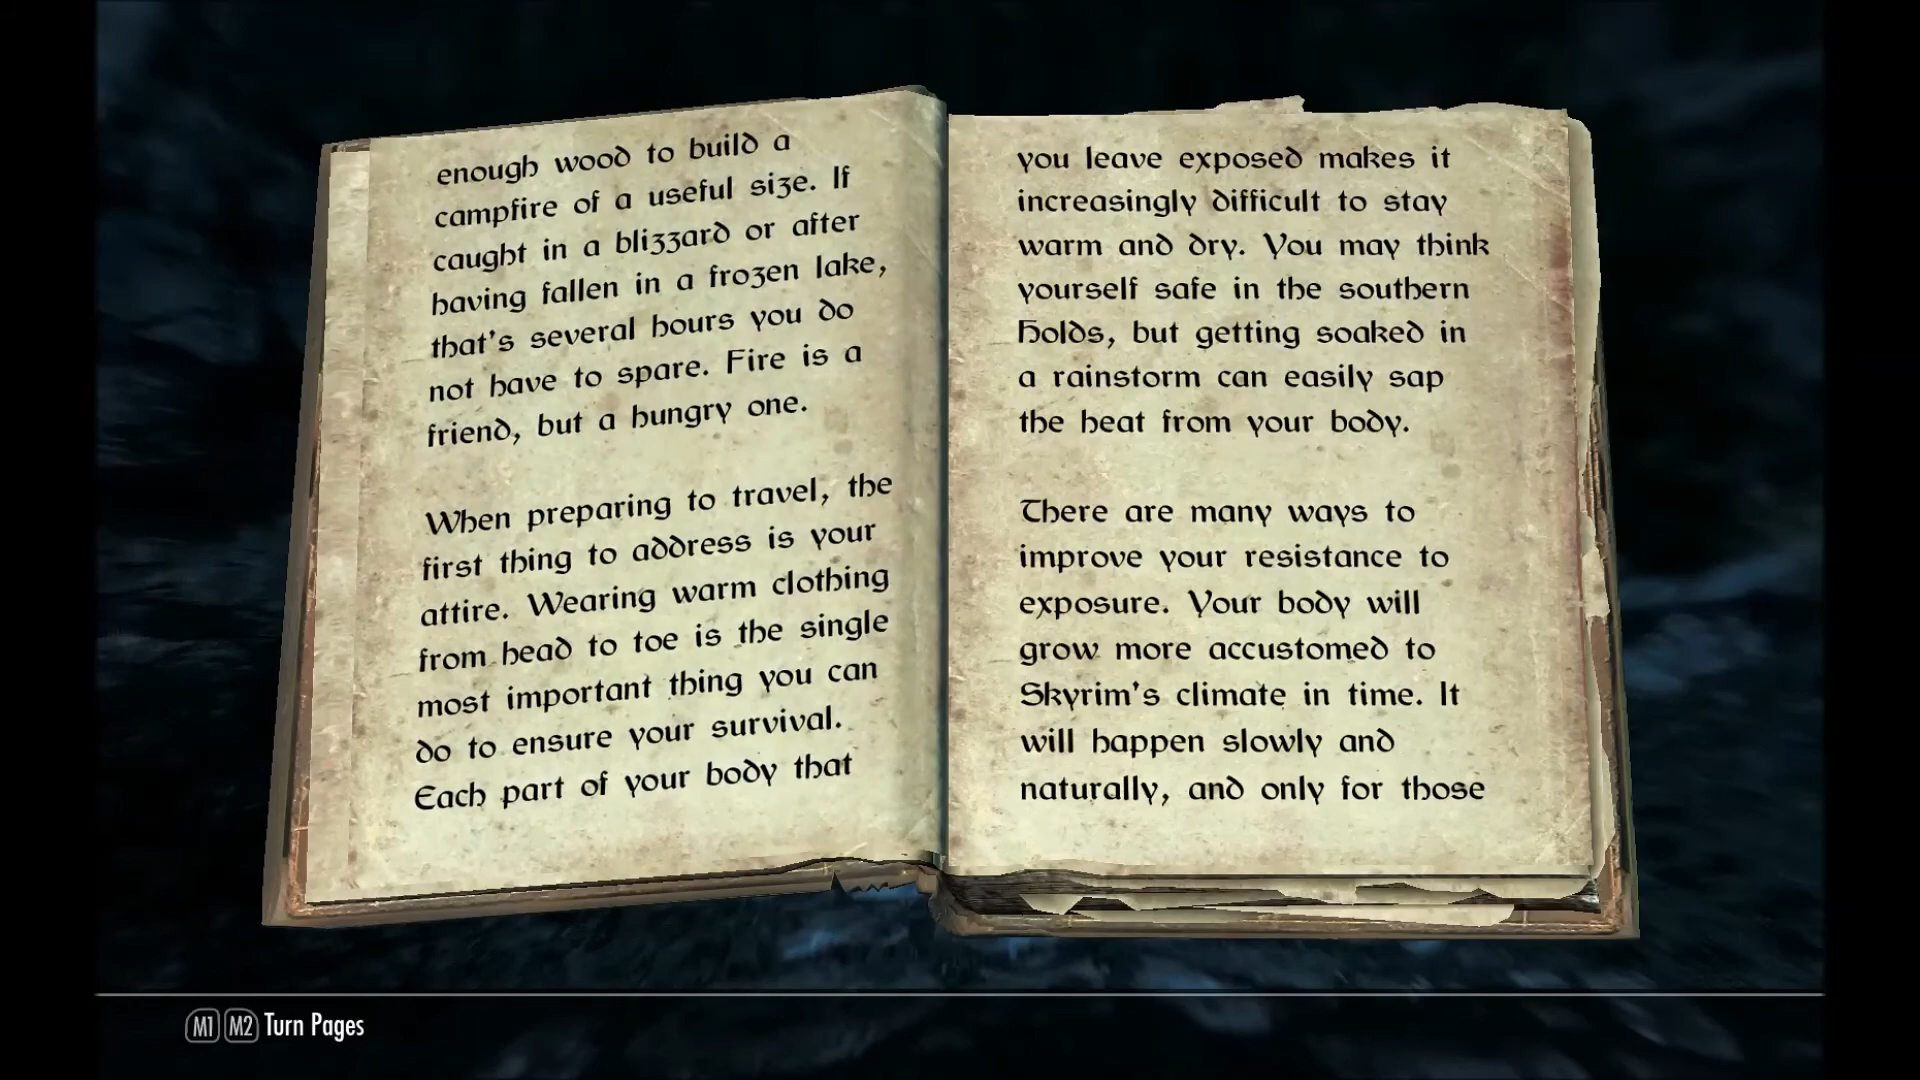 enough wood to build a
campfire of a useful size. If
caught in a blizzard or after
having fallen in a frozen lake,
that's several hours you do
not have to spare. Fire is a
friend, but a hungry one.
When preparing to travel, the
first thing to address is your
attire. Wearing warm clothing
from head to toe is the single
most important thing you can
do to ensure your survival.
Each part of your body that
you leave exposed makes it
increasingly difficult to stay
warm and dry. You may think
yourself safe in the southern
Holds, but getting soaked in
a rainstorm can easily sap
the heat from your body.
There are many ways to
improve your resistance to
exposure. Your body will
grow more accustomed to
Skyrim's climate in time. It
will happen slowly and
naturally, and only for those
M1 M2 Turn Pages